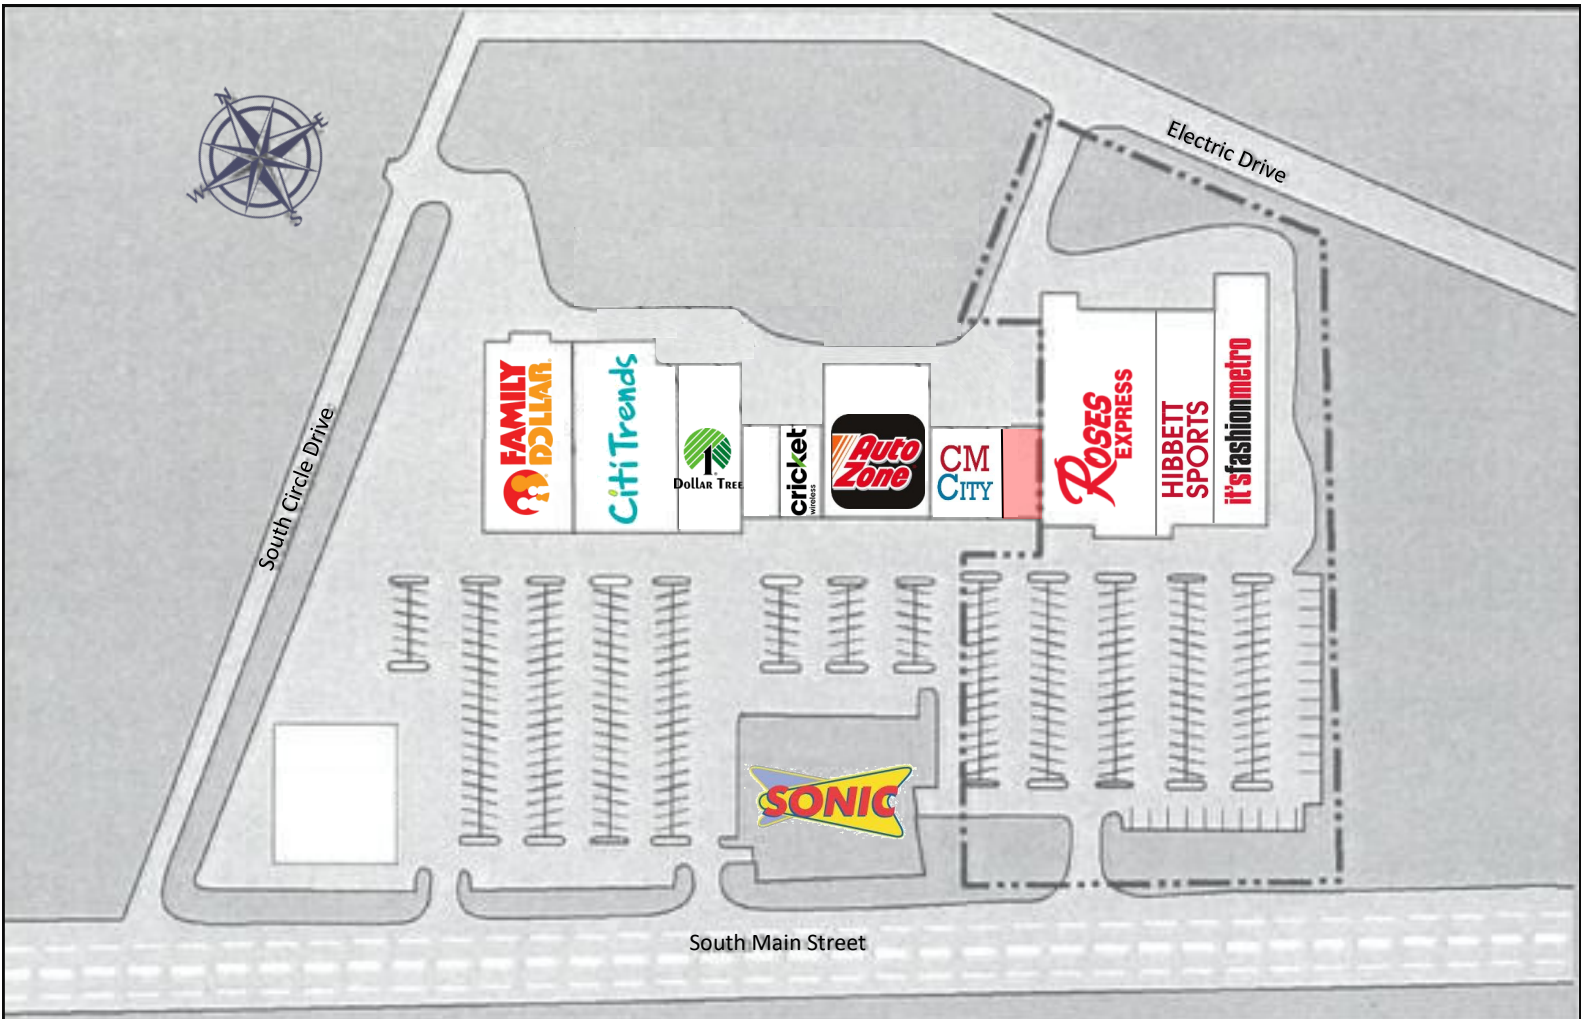 N
E
W
S
Electric Drive
South Circle Drive
FAMILY
DOLLAR
Citi Trends
1
DOLLAR TREE
cricket
wireless
Auto
Zone
CM
CITY
ROSES
EXPRESS
HIBBETT
SPORTS
it'sfashionmetro
SONIC
South Main Street